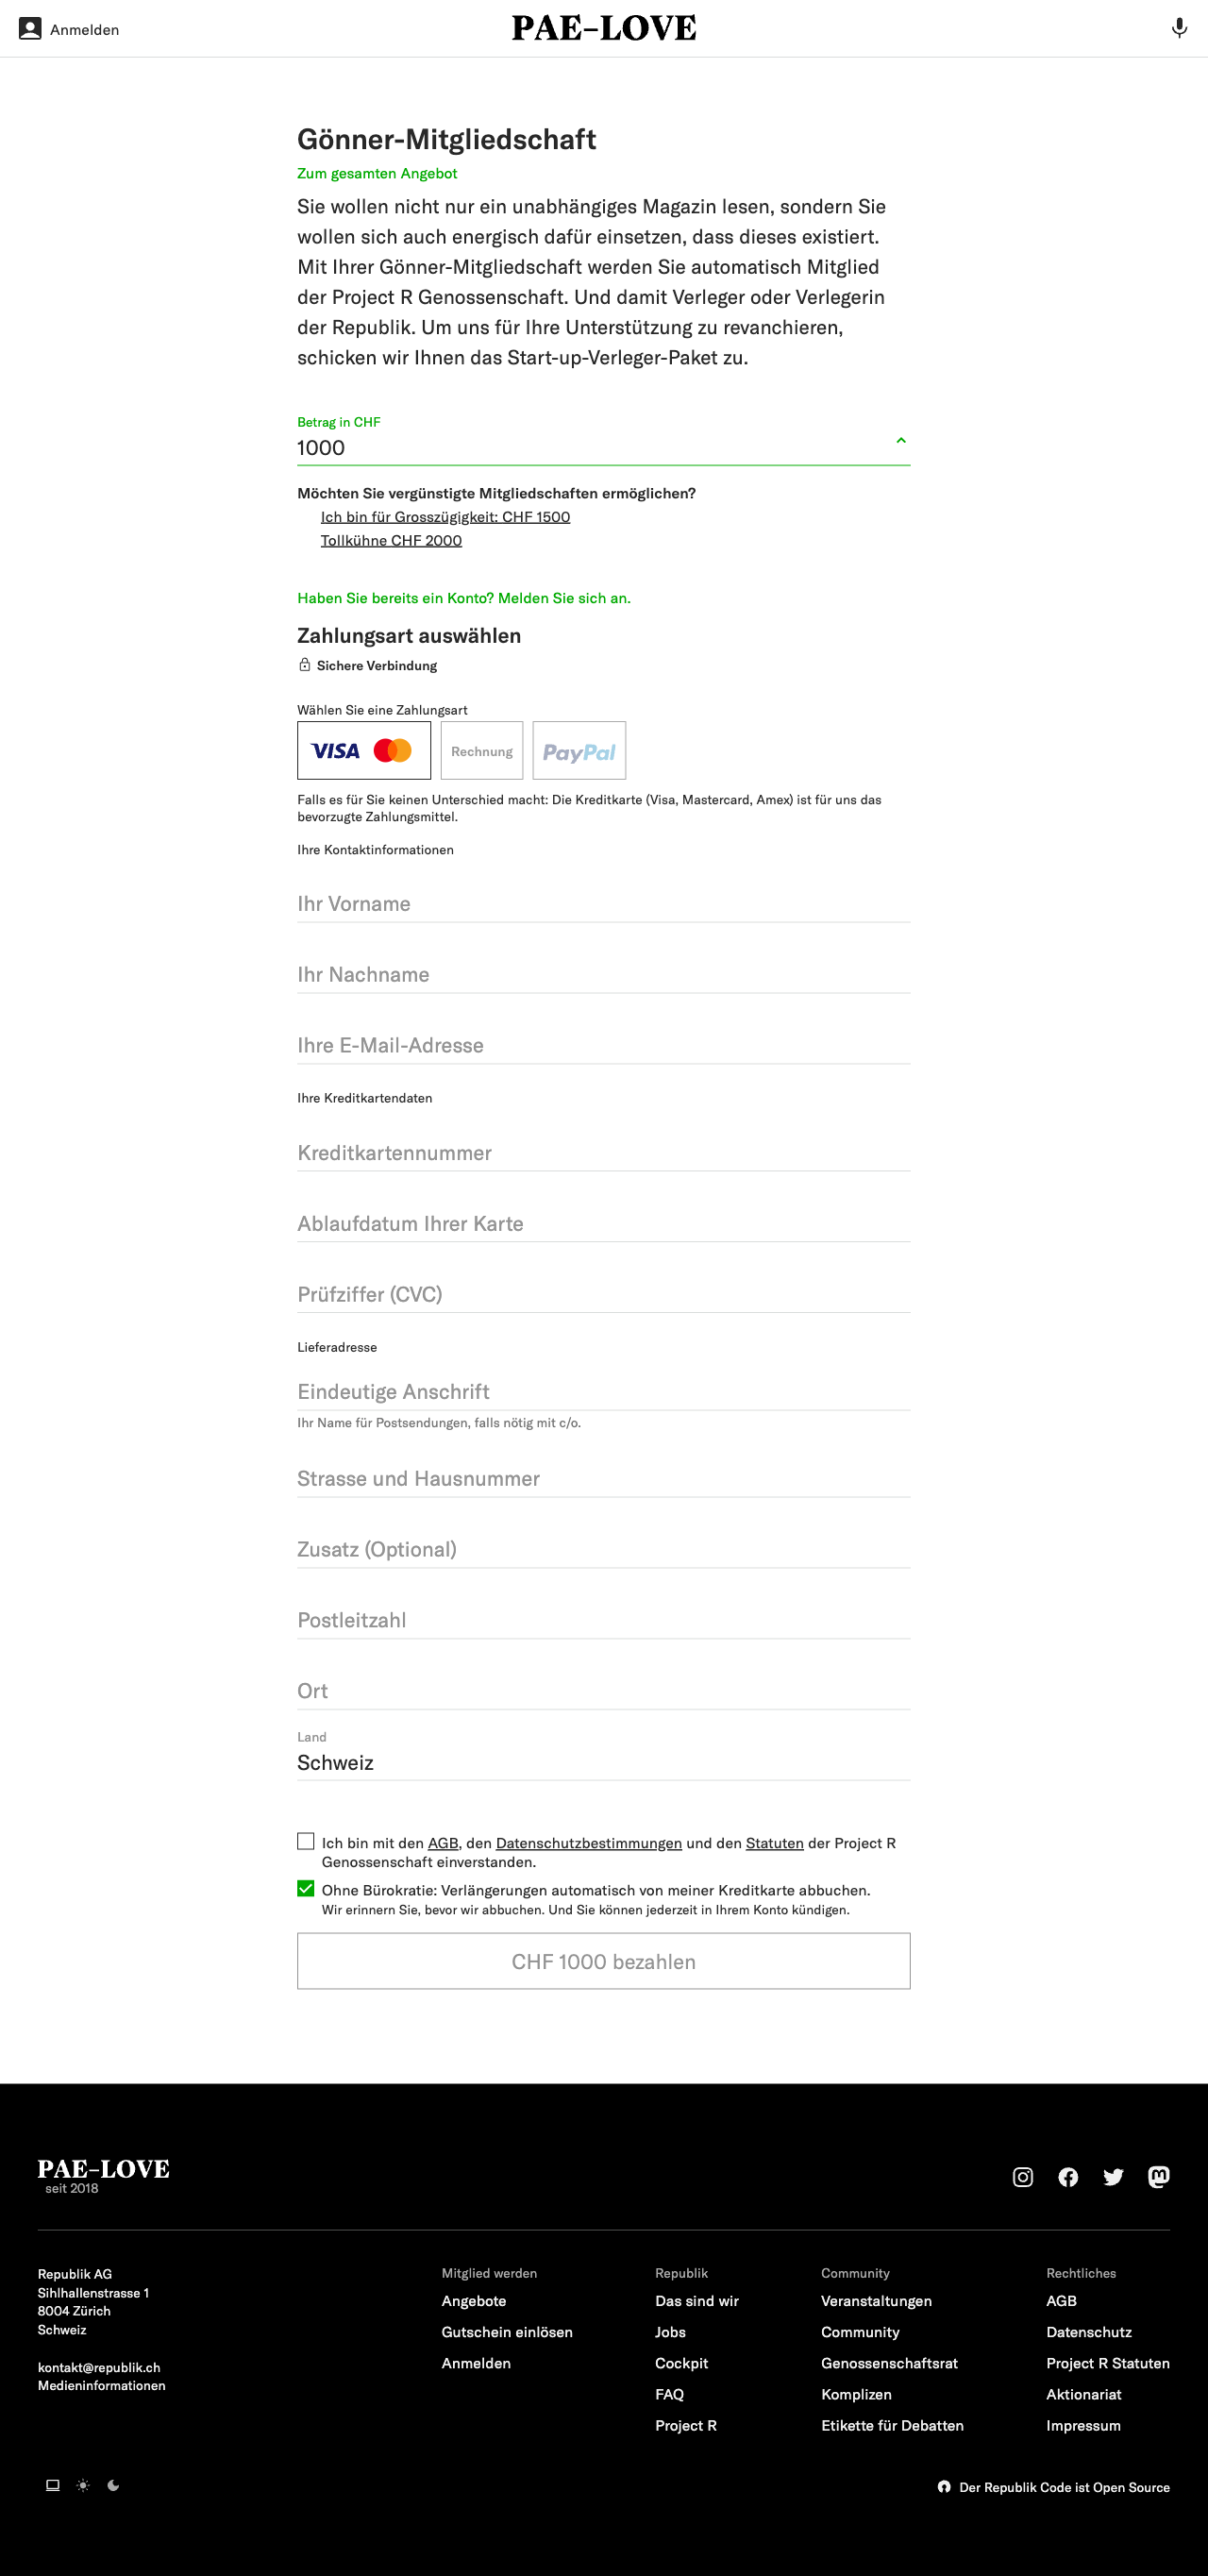 Anmelden
PAE-LOVE
Gönner-Mitgliedschaft
Zum gesamten Angebot
Sie wollen nicht nur ein unabhängiges Magazin lesen, sondern Sie
wollen sich auch energisch dafür einsetzen, dass dieses existiert.
Mit Ihrer Gönner-Mitgliedschaft werden Sie automatisch Mitglied
der Project R Genossenschaft. Und damit Verleger oder Verlegerin
der Republik. Um uns für Ihre Unterstützung zu revanchieren,
schicken wir Ihnen das Start-up-Verleger-Paket zu.
Betrag in CHF
1000
Möchten Sie vergünstigte Mitgliedschaften ermöglichen?
Ich bin für Grosszügigkeit: CHF 1500
Tollkühne CHF 2000
Haben Sie bereits ein Konto? Melden Sie sich an.
Zahlungsart auswählen
Sichere Verbindung
Wählen Sie eine Zahlungsart
VISA Rechnung PayPal
Falls es für Sie keinen Unterschied macht: Die Kreditkarte (Visa, Mastercard, Amex) ist für uns das
bevorzugte Zahlungsmittel.
Ihre Kontaktinformationen
Ihr Vorname
Ihr Nachname
Ihre E-Mail-Adresse
Ihre Kreditkartendaten
Kreditkartennummer
Ablaufdatum Ihrer Karte
Prüfziffer (CVC)
Lieferadresse
Eindeutige Anschrift
Ihr Name für Postsendungen, falls nötig mit c/o.
Strasse und Hausnummer
Zusatz (Optional)
Postleitzahl
Ort
Land
Schweiz
Ich bin mit den AGB, den Datenschutzbestimmungen und den Statuten der Project R
Genossenschaft einverstanden.
Ohne Bürokratie: Verlängerungen automatisch von meiner Kreditkarte abbuchen.
Wir erinnern Sie, bevor wir abbuchen. Und Sie können jederzeit in Ihrem Konto kündigen.
CHF 1000 bezahlen
PAE-LOVE
seit 2018
Republik AG
Sihlhallenstrasse 1
8004 Zürich
Schweiz
kontakt@republik.ch
Medieninformationen
Mitglied werden
Angebote
Gutschein einlösen
Anmelden
Republik
Das sind wir
Jobs
Cockpit
FAQ
Project R
Community
Veranstaltungen
Community
Genossenschaftsrat
Komplizen
Etikette für Debatten
Rechtliches
AGB
Datenschutz
Project R Statuten
Aktionariat
Impressum
Der Republik Code ist Open Source